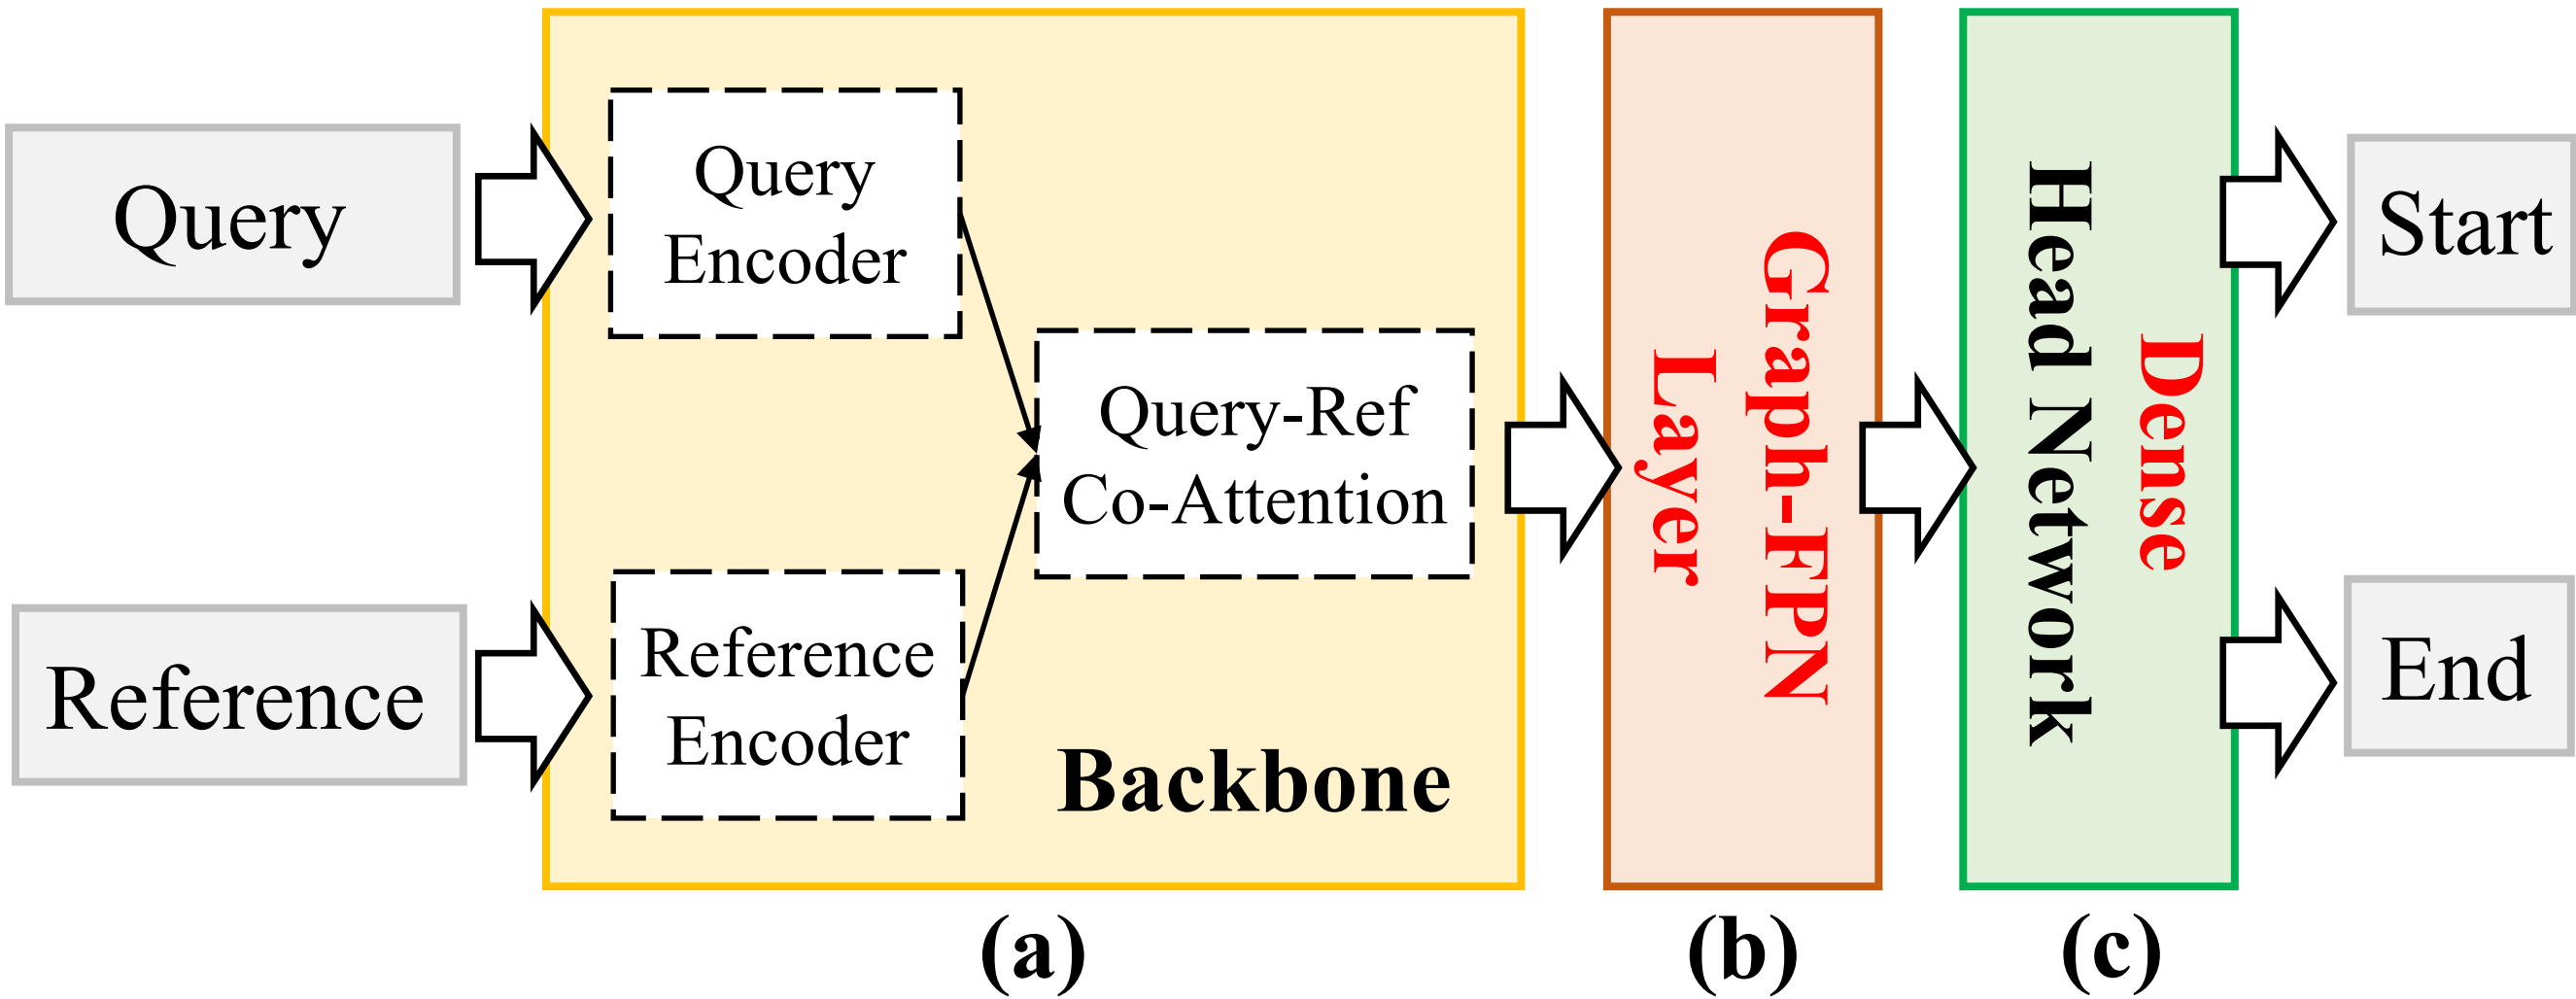 Query
Reference
Query
Encoder
Reference
Encoder
Query-Ref
Co-Attention
Backbone
Graph-FPN
Layer
Dense
Head Network
Start
End
(a)
(b)
(c)